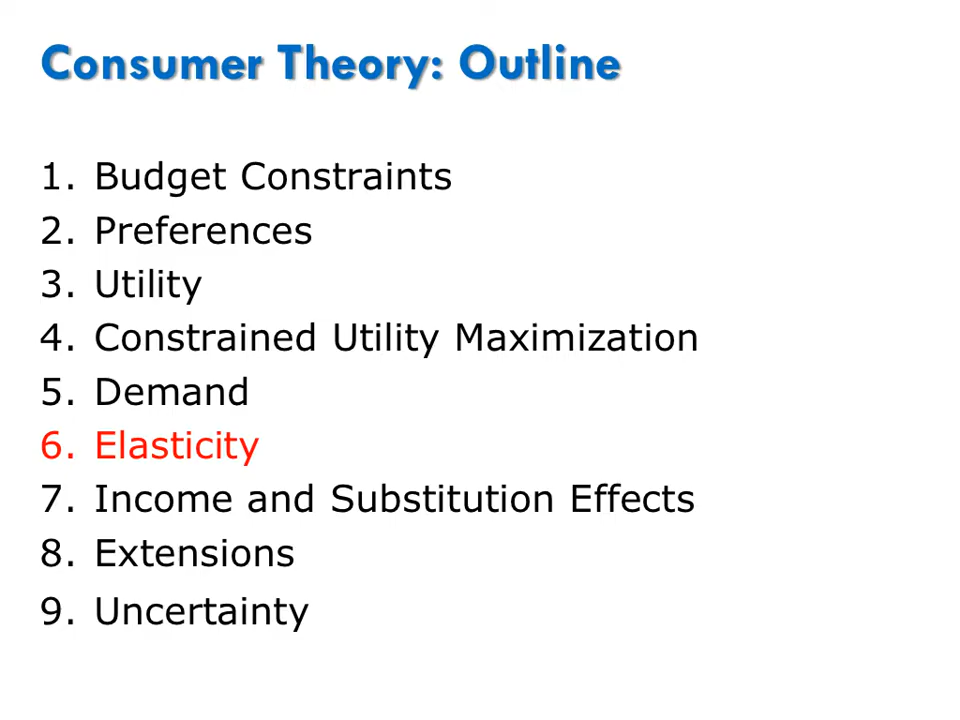 Consumer Theory: Outline
1. Budget Constraints
2. Preferences
3. Utility
4. Constrained Utility Maximization
5. Demand
6. Elasticity
7. Income and Substitution Effects
8. Extensions
9. Uncertainty